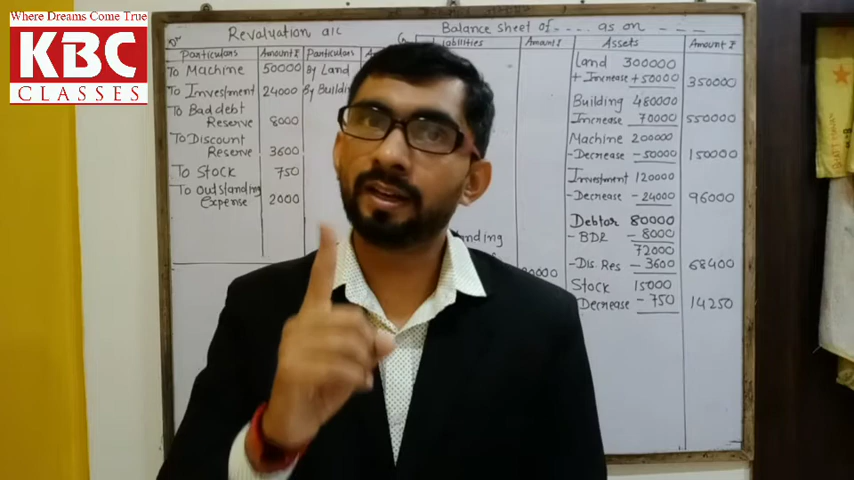 Where Dreams Come True
KBC
CLASSES
Revaluation a/c
Dr
Particulars Amount ₹ Particulars
To Machine 50000 By Land
To Investment 24000 By Buildi
To Bad debt
Reserve 8000
To Discount
Reserve 3600
To Stock 750
To Outstanding
Expense 2000
Balance sheet of - - - - as on - - - -
Liabilities Amount ₹ Assets Amount ₹
Land 300000
+ Increase +50000 350000
Building 480000
Increase 70000 550000
Machine 200000
-Decrease -50000 150000
Investment 120000
-Decrease -24000 96000
Debtor 80000
- BDR - 8000
72000
-Dis. Res - 3600 68400
Stock 15000
Decrease - 750 14250
nding